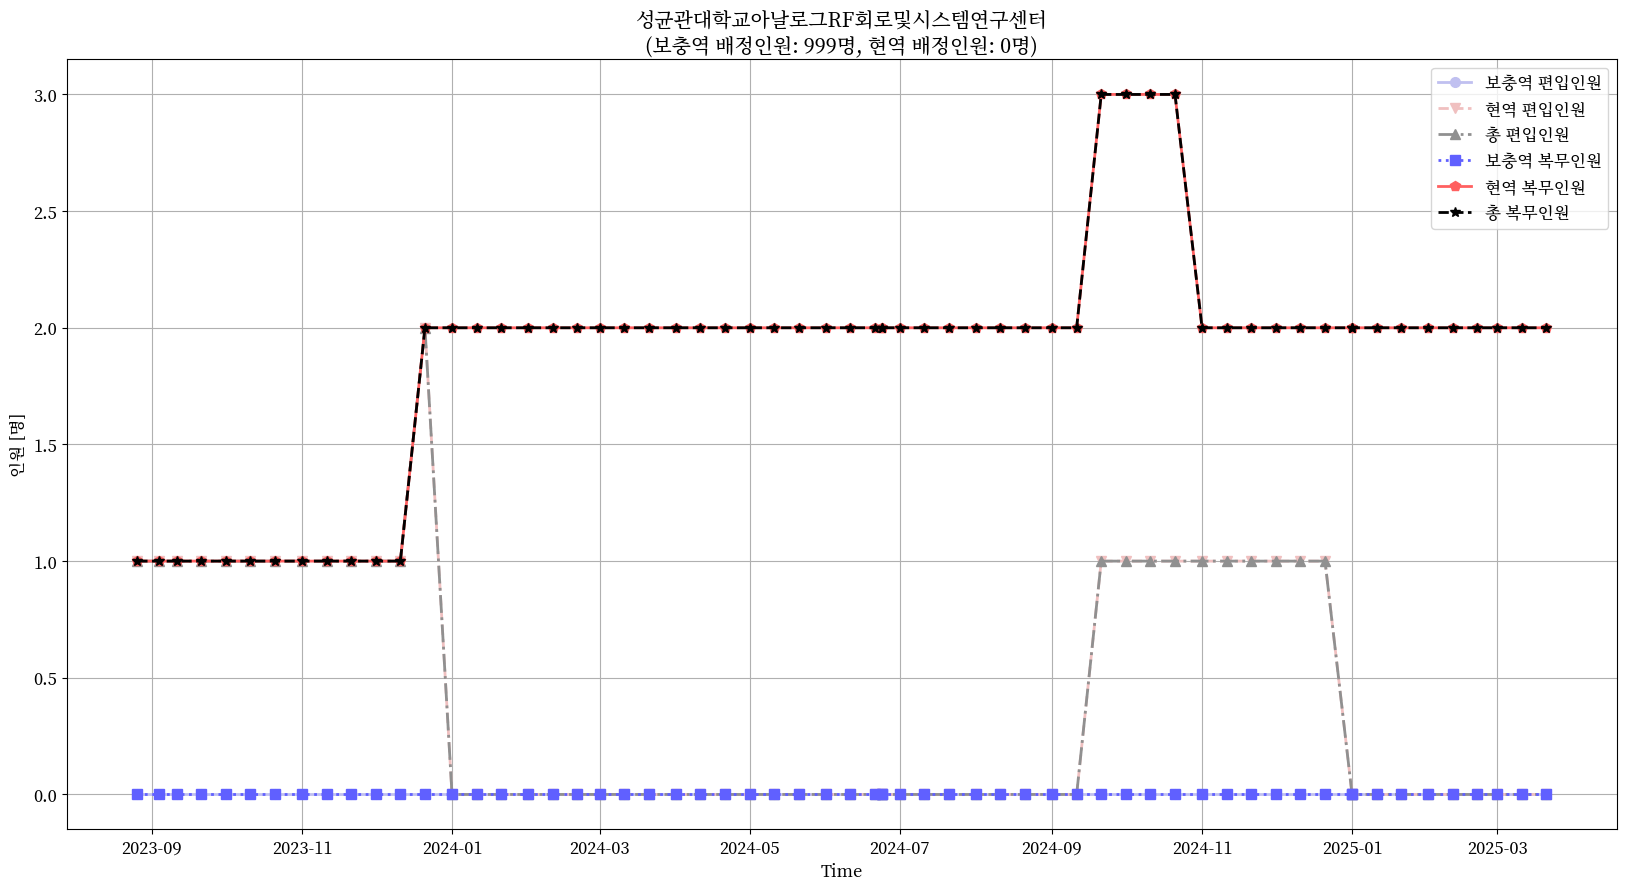 성균관대학교아날로그RF회로및시스템연구센터
(보충역 배정인원: 999명, 현역 배정인원: 0명)
보충역 편입인원
현역 편입인원
총 편입인원
보충역 복무인원
현역 복무인원
총 복무인원
3.0
2.5
2.0
1.5
1.0
0.5
0.0
인원 [명]
2023-09
2023-11
2024-01
2024-03
2024-05
2024-07
2024-09
2024-11
2025-01
2025-03
Time